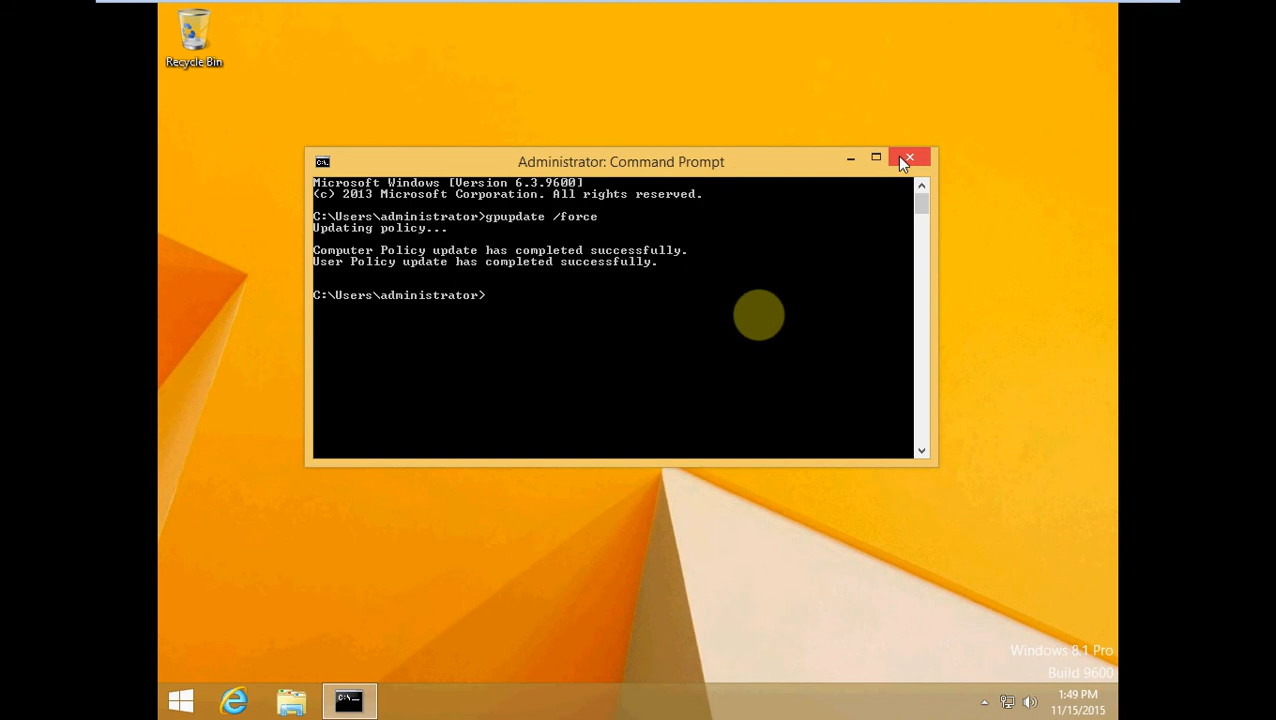 Recycle Bin
Administrator: Command Prompt
Microsoft Windows [Version 6.3.9600]
(c) 2013 Microsoft Corporation. All rights reserved.
C:\Users\administrator>gpupdate /force
Updating policy...
Computer Policy update has completed successfully.
User Policy update has completed successfully.
C:\Users\administrator>
Windows 8.1 Pro
Build 9600
1:49 PM
11/15/2015